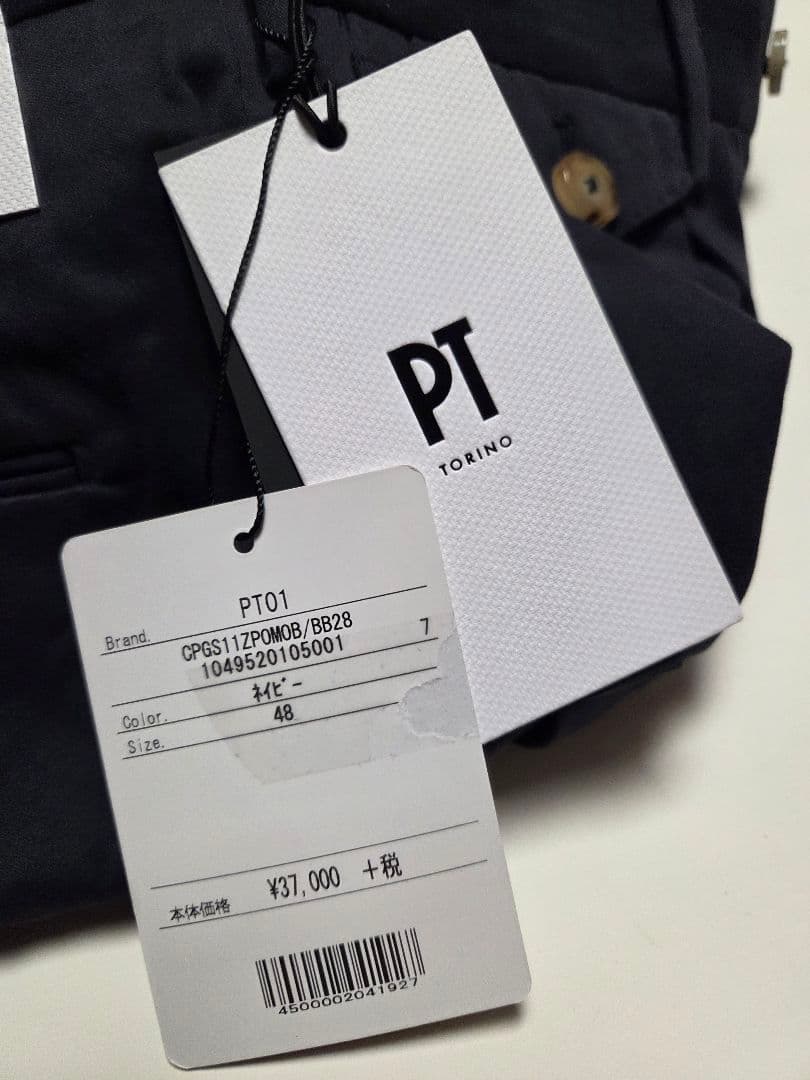 PT
TORINO
Brand. PT01
CPGS11ZP0MOB/BB28
1049520105001 7
Color. ネイビー
Size. 48
本体価格 ¥37,000 +税
4500002041927